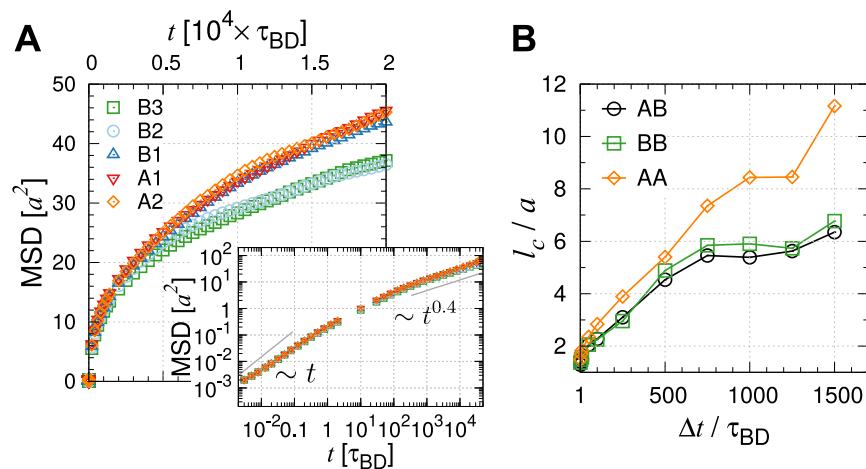 A
t [10⁴ × τ_BD]
0 0.5 1 1.5 2
MSD [a²]
50
40
30
20
10
0
B3
B2
B1
A1
A2
MSD [a²]
10²
10¹
1
10⁻¹
10⁻²
10⁻³
∼ t
∼ t^0.4
10⁻² 0.1 1 10¹ 10² 10³ 10⁴
t [τ_BD]
B
l_c / a
12
10
8
6
4
2
AB
BB
AA
1 500 1000 1500
Δt / τ_BD